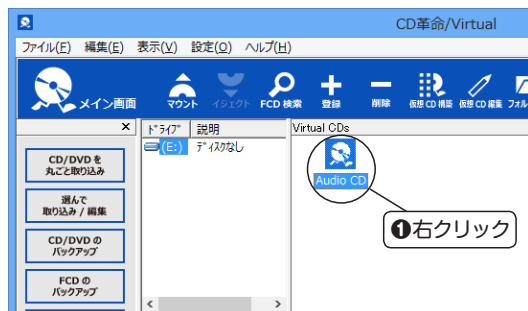 CD革命/Virtual
ファイル(F) 編集(E) 表示(V) 設定(O) ヘルプ(H)
メイン画面 マウント イジェクト FCD 検索 登録 削除 仮想 CD 構築 仮想 CD 編集
× ドライブ 説明 Virtual CDs
(E:) ディスクなし
CD/DVD を
丸ごと取り込み
選んで
取り込み / 編集
CD/DVD の
バックアップ
FCD の
バックアップ
Audio CD
❶右クリック